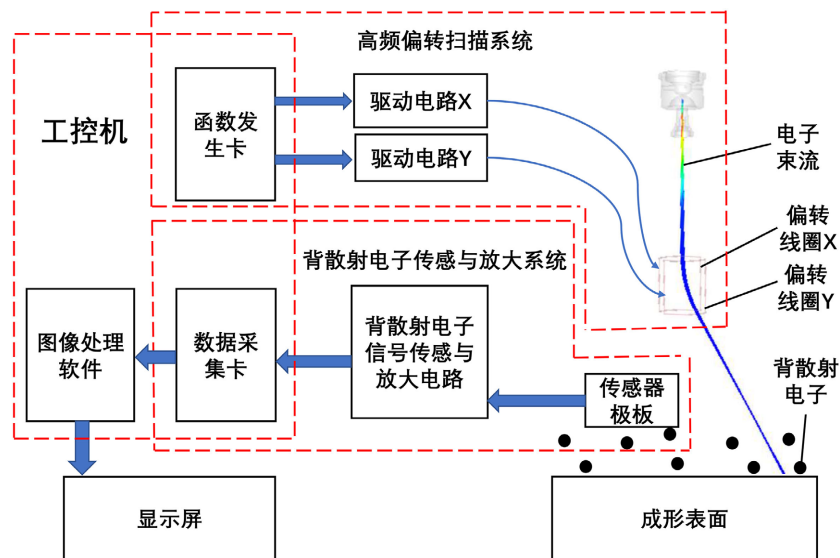 高频偏转扫描系统
工控机
函数发
生卡
驱动电路X
驱动电路Y
电子
束流
偏转
线圈X
偏转
线圈Y
背散射电子传感与放大系统
图像处理
软件
数据采
集卡
背散射电子
信号传感与
放大电路
传感器
极板
背散射
电子
显示屏
成形表面